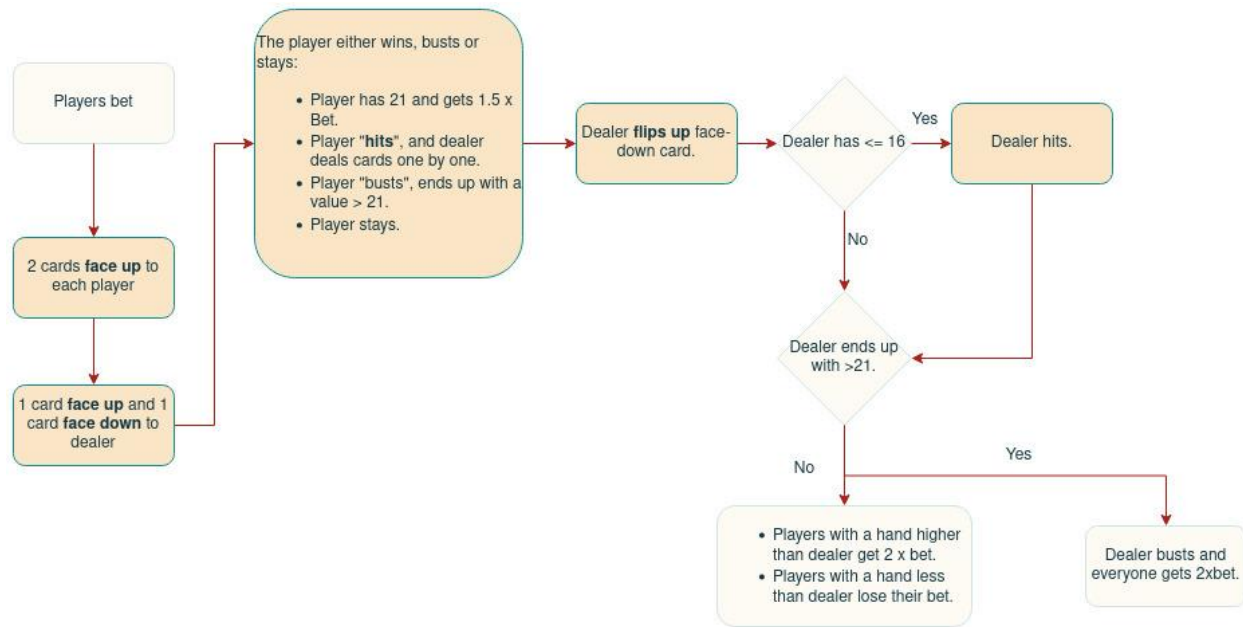 Players bet
2 cards face up to
each player
1 card face up and 1
card face down to
dealer
The player either wins, busts or
stays:
• Player has 21 and gets 1.5 x
Bet.
• Player "hits", and dealer
deals cards one by one.
• Player "busts", ends up with a
value > 21.
• Player stays.
Dealer flips up face-
down card.
Dealer has <= 16
Yes
Dealer hits.
No
Dealer ends up
with >21.
No
Yes
• Players with a hand higher
than dealer get 2 x bet.
• Players with a hand less
than dealer lose their bet.
Dealer busts and
everyone gets 2xbet.